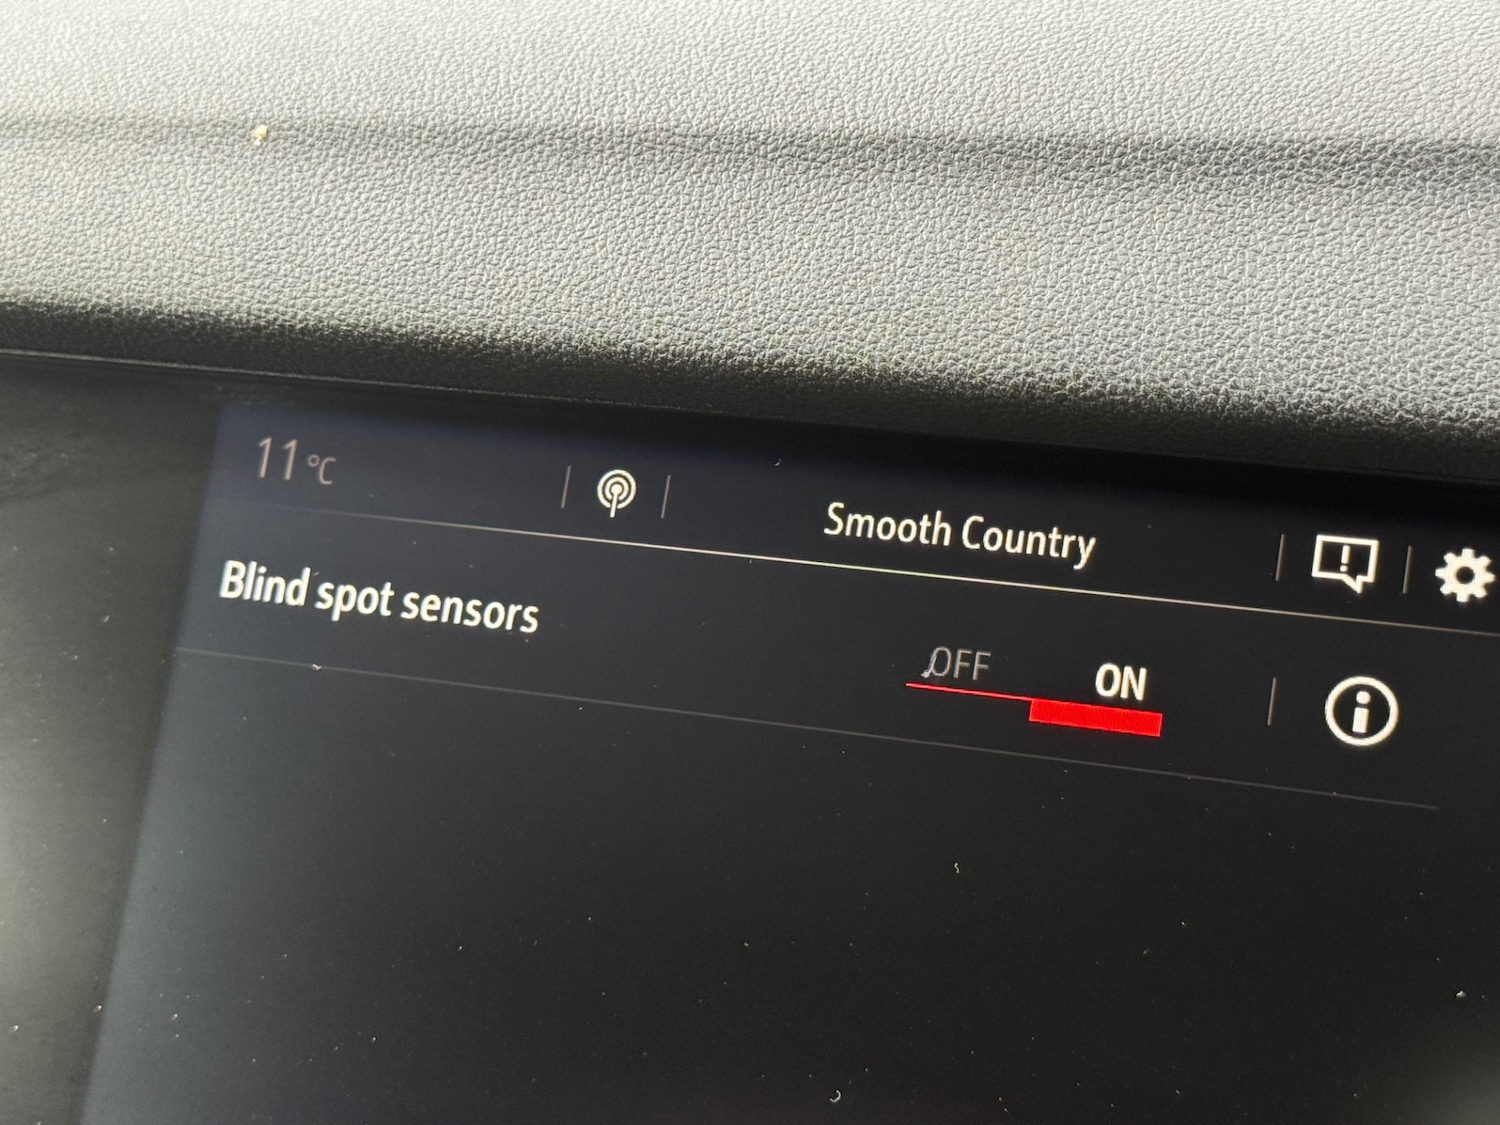 11°C
Smooth Country
Blind spot sensors
OFF ON